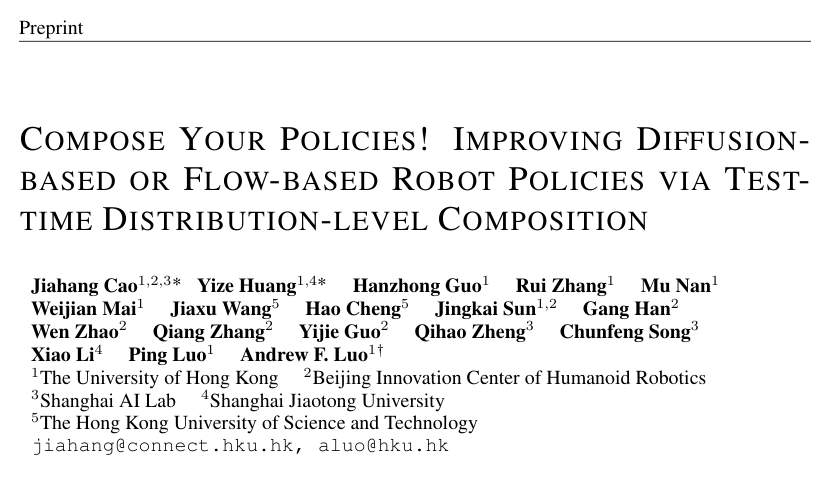 Preprint
COMPOSE YOUR POLICIES! IMPROVING DIFFUSION-
BASED OR FLOW-BASED ROBOT POLICIES VIA TEST-
TIME DISTRIBUTION-LEVEL COMPOSITION
Jiahang Cao1,2,3* Yize Huang1,4* Hanzhong Guo1 Rui Zhang1 Mu Nan1
Weijian Mai1 Jiaxu Wang5 Hao Cheng5 Jingkai Sun1,2 Gang Han2
Wen Zhao2 Qiang Zhang2 Yijie Guo2 Qihao Zheng3 Chunfeng Song3
Xiao Li4 Ping Luo1 Andrew F. Luo1†
1The University of Hong Kong 2Beijing Innovation Center of Humanoid Robotics
3Shanghai AI Lab 4Shanghai Jiaotong University
5The Hong Kong University of Science and Technology
jiahang@connect.hku.hk, aluo@hku.hk